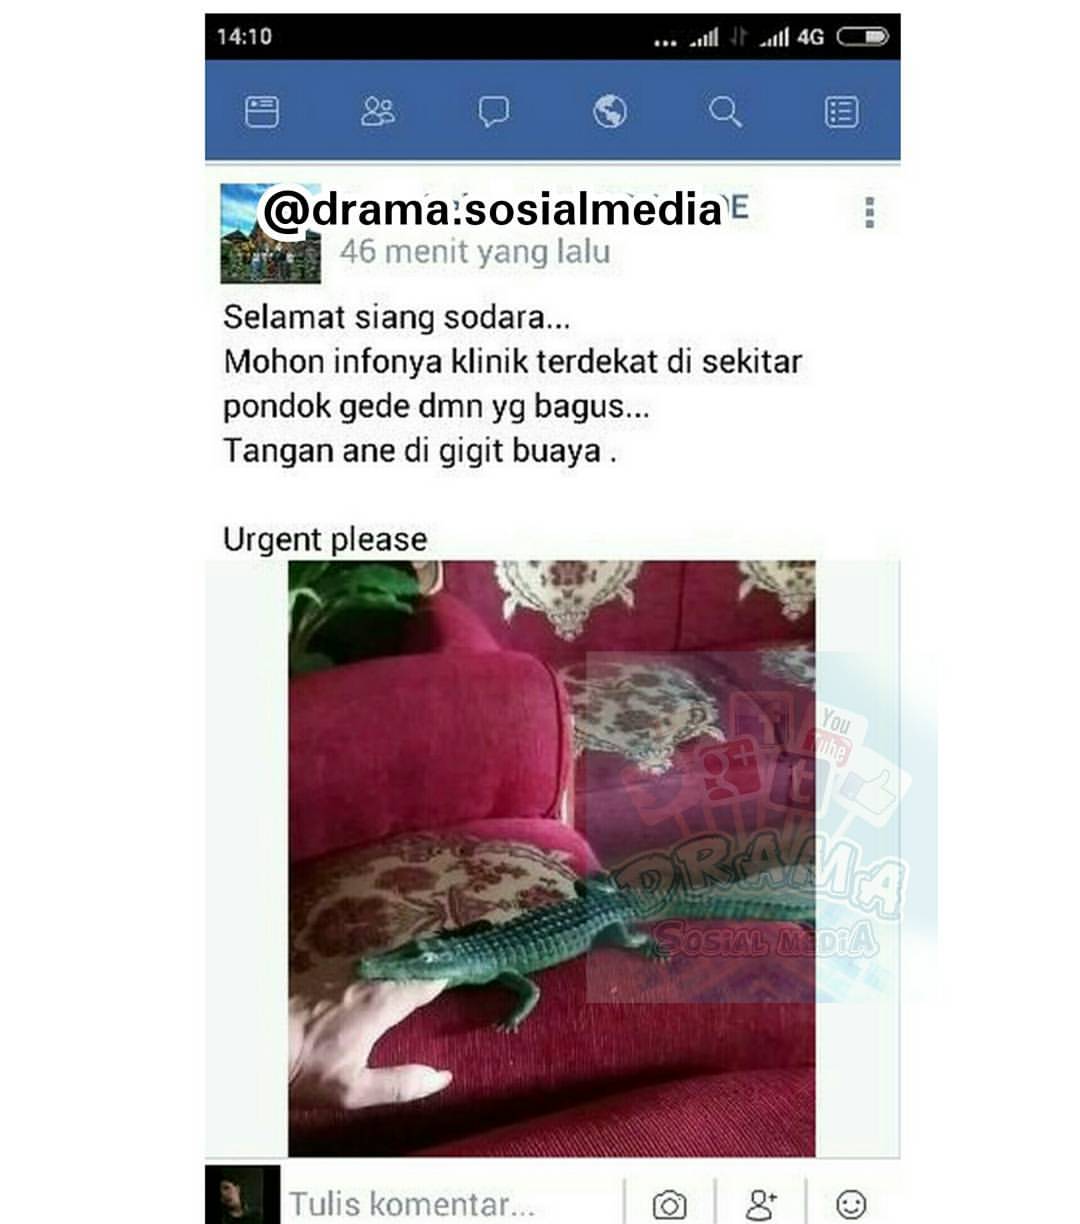 14:10
4G
@drama.sosialmedia
46 menit yang lalu
Selamat siang sodara...
Mohon infonya klinik terdekat di sekitar
pondok gede dmn yg bagus...
Tangan ane di gigit buaya .
Urgent please
You
Tube
DRAMA
SOSIAL MEDIA
Tulis komentar...